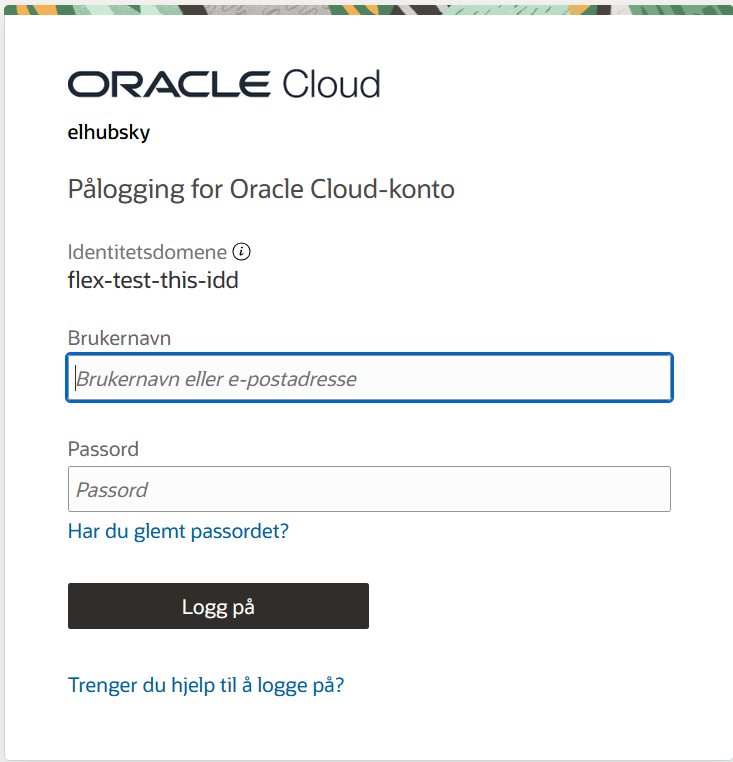 ORACLE Cloud
elhubsky
Pålogging for Oracle Cloud-konto
Identitetsdomene
flex-test-this-idd
Brukernavn
Brukernavn eller e-postadresse
Passord
Passord
Har du glemt passordet?
Logg på
Trenger du hjelp til å logge på?